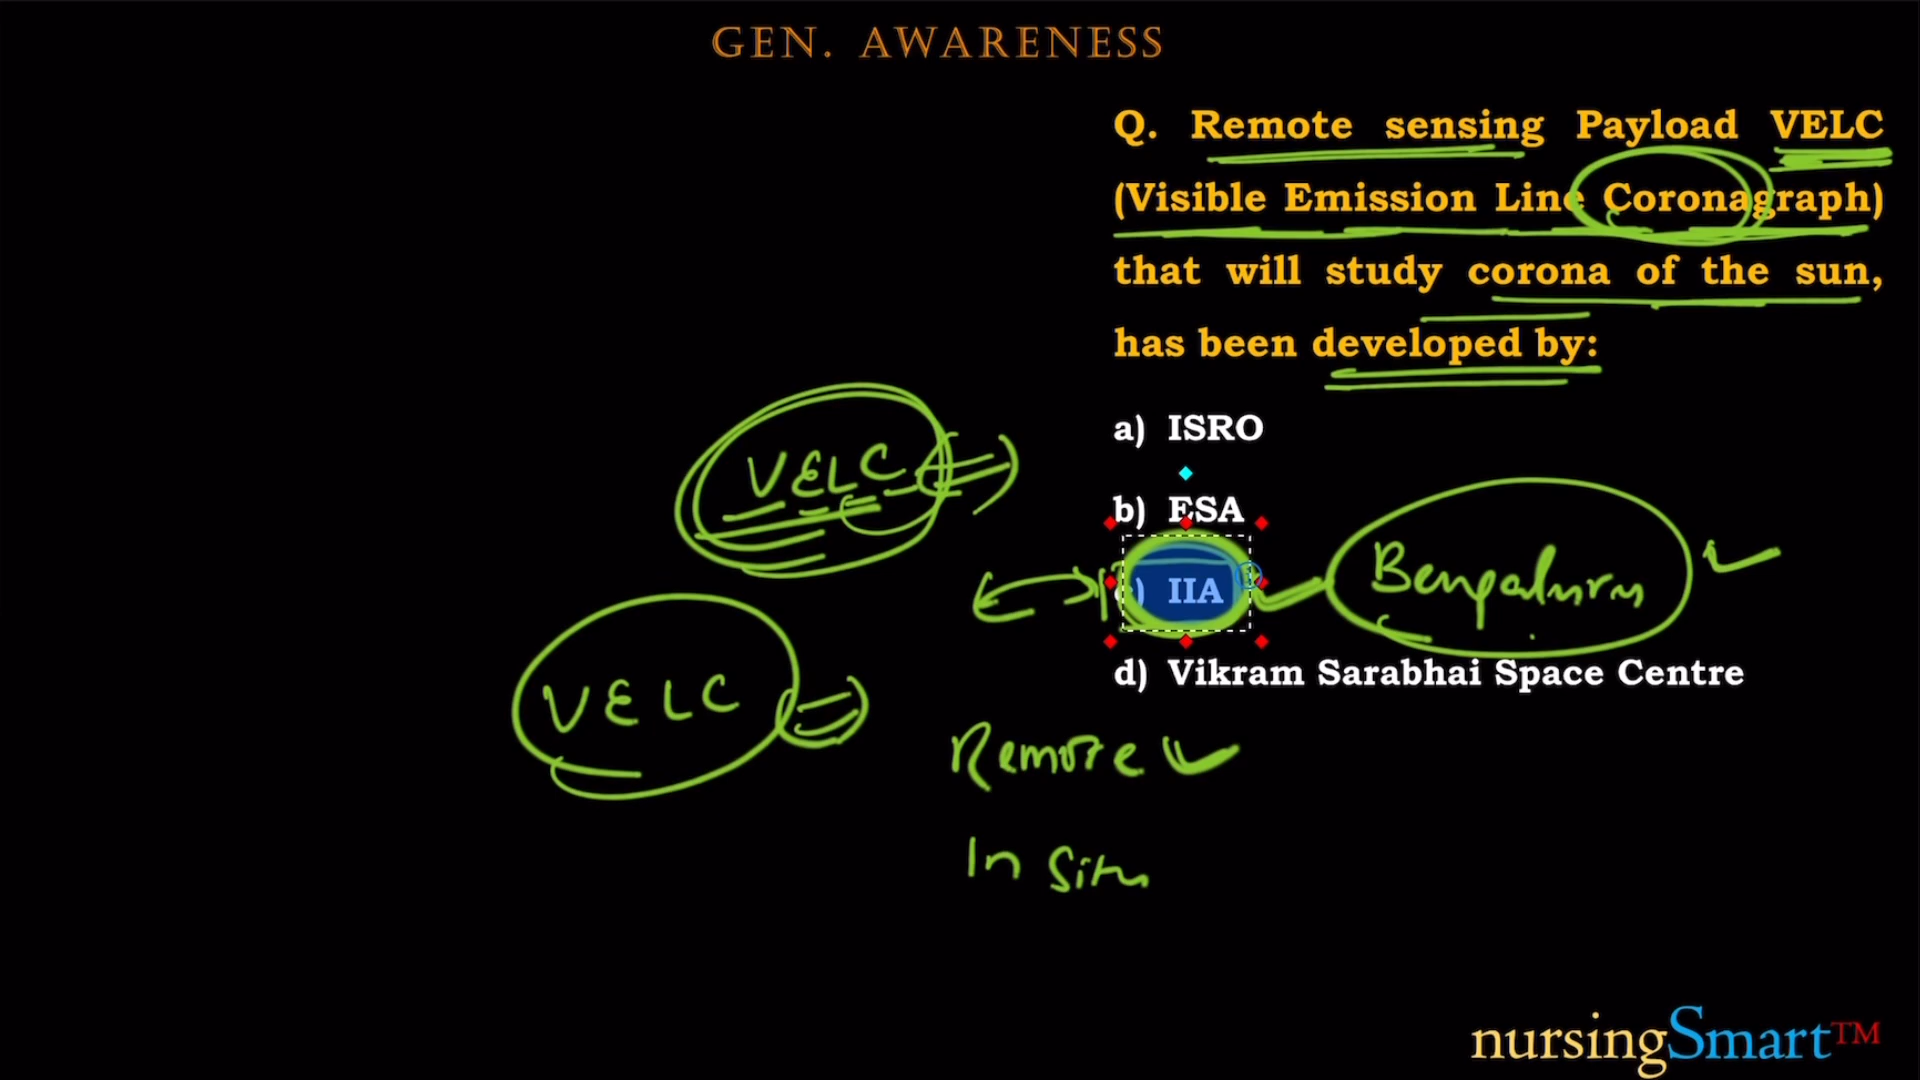 GEN. AWARENESS
Q. Remote sensing Payload VELC
(Visible Emission Line Coronagraph)
that will study corona of the sun,
has been developed by:
a) ISRO
b) ESA
c) IIA
d) Vikram Sarabhai Space Centre
VELC
Bengaluru
VELC
Remote
In Situ
nursingSmart™